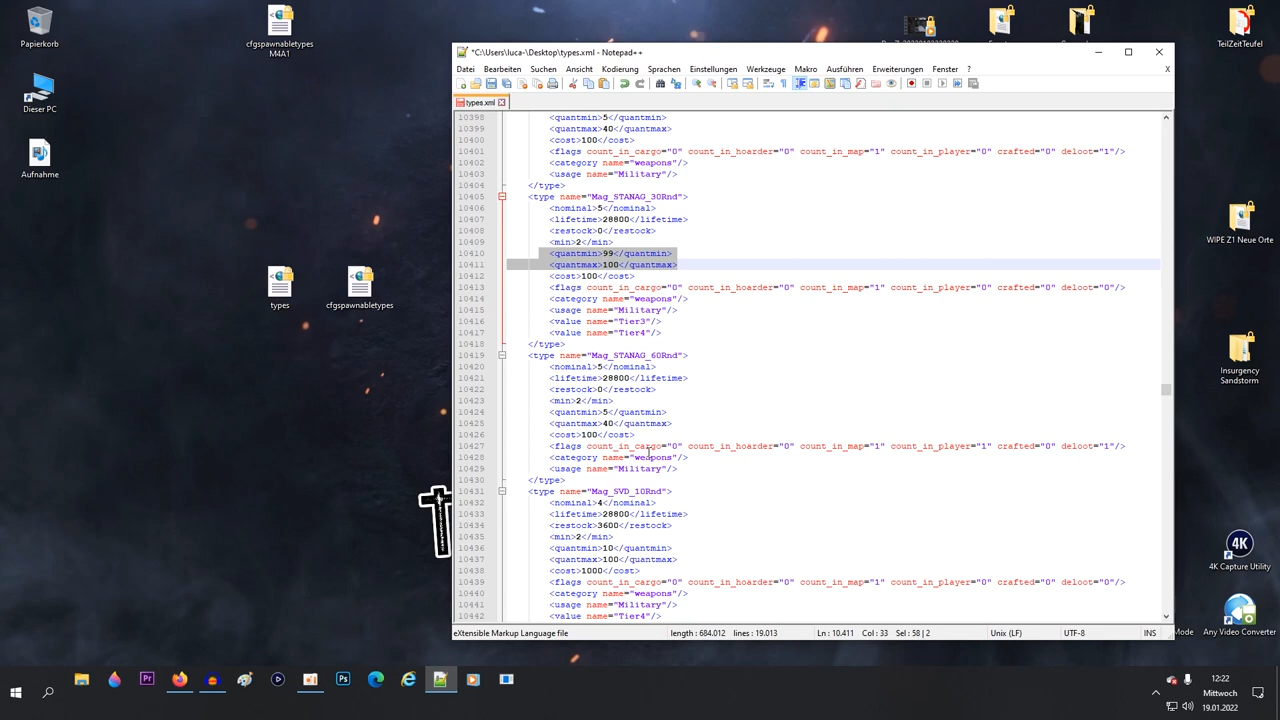 Papierkorb
cfgspawnabletypes
M4A1
TeilZeitTeufel
Dieser PC
Aufnahme
types
cfgspawnabletypes
WIPE Z1 Neue Orte
Insurgency
Sandstorm
4K
4K Capture Utility
Mode
Any Video Converter
*C:\Users\luca-\Desktop\types.xml - Notepad++
Datei Bearbeiten Suchen Ansicht Kodierung Sprachen Einstellungen Werkzeuge Makro Ausführen Erweiterungen Fenster ? X
types.xml
10398 <quantmin>5</quantmin>
10399 <quantmax>40</quantmax>
10400 <cost>100</cost>
10401 <flags count_in_cargo="0" count_in_hoarder="0" count_in_map="1" count_in_player="0" crafted="0" deloot="1"/>
10402 <category name="weapons"/>
10403 <usage name="Military"/>
10404 </type>
10405 <type name="Mag_STANAG_30Rnd">
10406 <nominal>5</nominal>
10407 <lifetime>28800</lifetime>
10408 <restock>0</restock>
10409 <min>2</min>
10410 <quantmin>99</quantmin>
10411 <quantmax>100</quantmax>
10412 <cost>100</cost>
10413 <flags count_in_cargo="0" count_in_hoarder="0" count_in_map="1" count_in_player="0" crafted="0" deloot="0"/>
10414 <category name="weapons"/>
10415 <usage name="Military"/>
10416 <value name="Tier3"/>
10417 <value name="Tier4"/>
10418 </type>
10419 <type name="Mag_STANAG_60Rnd">
10420 <nominal>5</nominal>
10421 <lifetime>28800</lifetime>
10422 <restock>0</restock>
10423 <min>2</min>
10424 <quantmin>5</quantmin>
10425 <quantmax>40</quantmax>
10426 <cost>100</cost>
10427 <flags count_in_cargo="0" count_in_hoarder="0" count_in_map="1" count_in_player="1" crafted="0" deloot="1"/>
10428 <category name="weapons"/>
10429 <usage name="Military"/>
10430 </type>
10431 <type name="Mag_SVD_10Rnd">
10432 <nominal>4</nominal>
10433 <lifetime>28800</lifetime>
10434 <restock>3600</restock>
10435 <min>2</min>
10436 <quantmin>10</quantmin>
10437 <quantmax>100</quantmax>
10438 <cost>1000</cost>
10439 <flags count_in_cargo="0" count_in_hoarder="0" count_in_map="1" count_in_player="0" crafted="0" deloot="0"/>
10440 <category name="weapons"/>
10441 <usage name="Military"/>
10442 <value name="Tier4"/>
eXtensible Markup Language file length : 684.012 lines : 19.013 Ln : 10.411 Col : 33 Sel : 58 | 2 Unix (LF) UTF-8 INS
Pr Ps
12:22
Mittwoch
19.01.2022